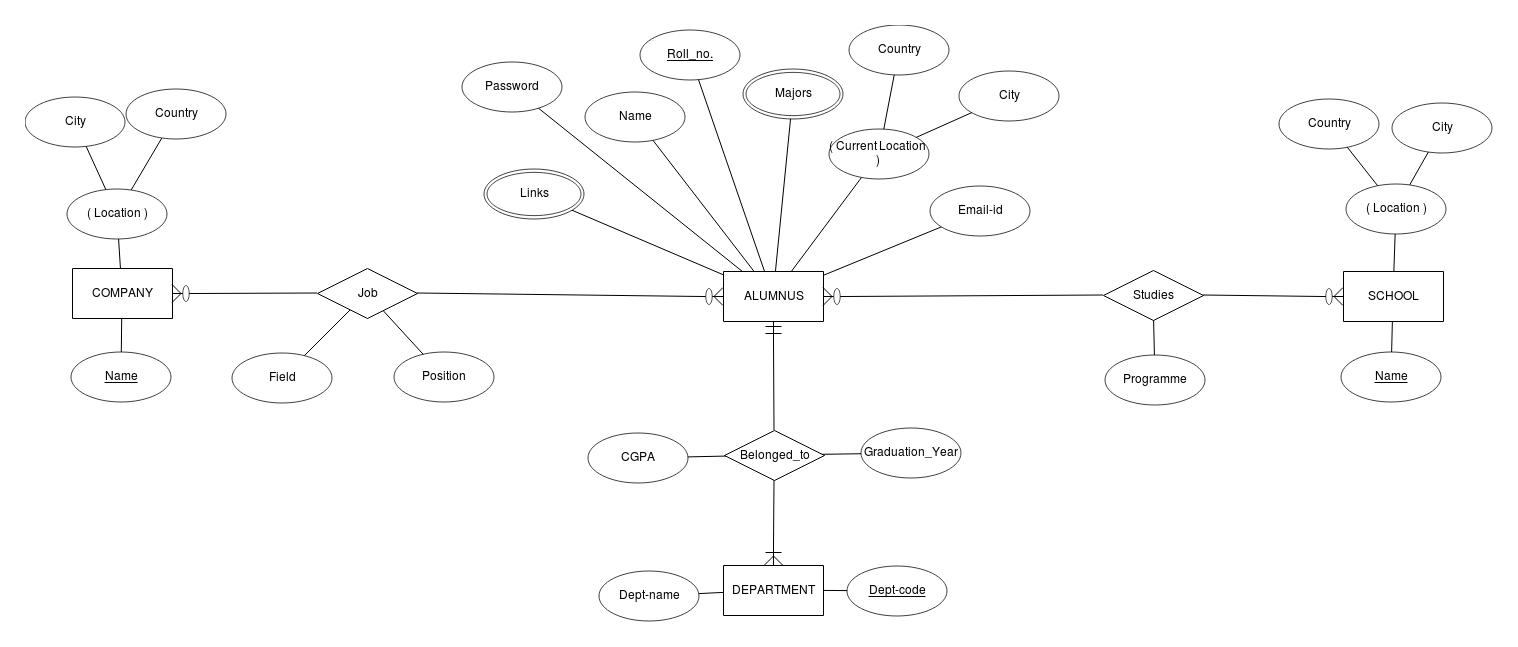 Country
Roll_no.
Password
Majors
City
Country
City
Name
Country
City
( Current Location
)
Links
Email-id
( Location )
( Location )
COMPANY
Job
ALUMNUS
Studies
SCHOOL
Name
Field
Position
Programme
Name
CGPA
Belonged_to
Graduation_Year
Dept-name
DEPARTMENT
Dept-code